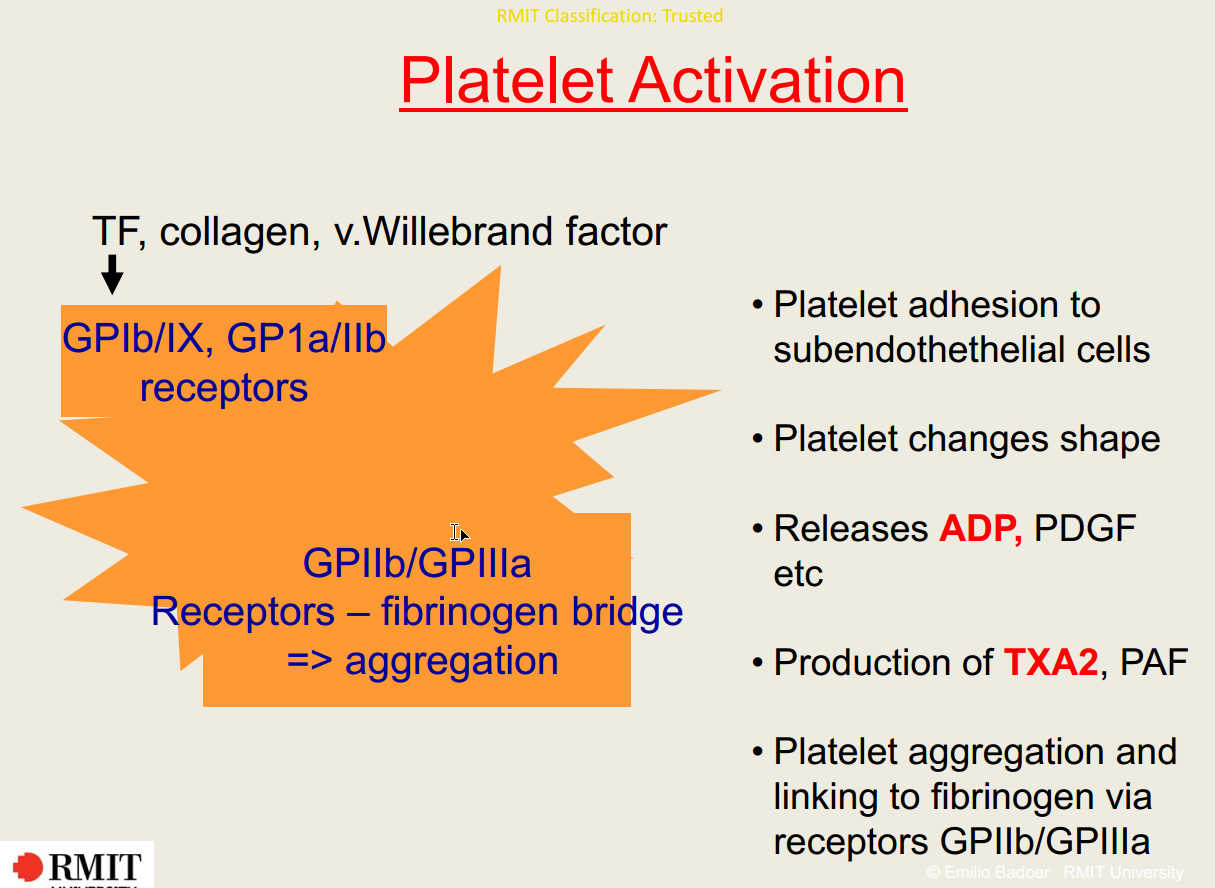 RMIT Classification: Trusted
Platelet Activation
TF, collagen, v.Willebrand factor
GPIb/IX, GP1a/IIb
receptors
GPIIb/GPIIIa
Receptors – fibrinogen bridge
=> aggregation
• Platelet adhesion to
subendothethelial cells
• Platelet changes shape
• Releases ADP, PDGF
etc
• Production of TXA2, PAF
• Platelet aggregation and
linking to fibrinogen via
receptors GPIIb/GPIIIa
RMIT
UNIVERSITY
© Emilio Badoer RMIT University